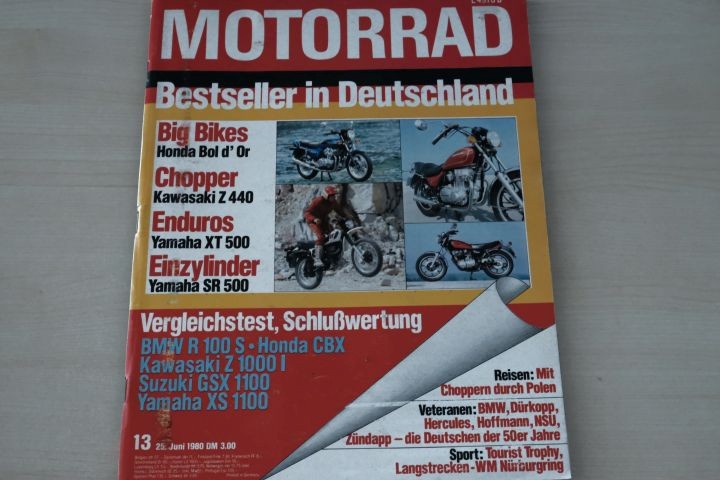 MOTORRAD
Bestseller in Deutschland
Big Bikes
Honda Bol d' Or
Chopper
Kawasaki Z 440
Enduros
Yamaha XT 500
Einzylinder
Yamaha SR 500
Vergleichstest, Schlußwertung
BMW R 100 S • Honda CBX
Kawasaki Z 1000 I
Suzuki GSX 1100
Yamaha XS 1100
Reisen: Mit
Choppern durch Polen
Veteranen: BMW, Dürkopp,
Hercules, Hoffmann, NSU,
Zündapp – die Deutschen der 50er Jahre
Sport: Tourist Trophy,
Langstrecken-WM Nürburgring
13 25. Juni 1980 DM 3.00